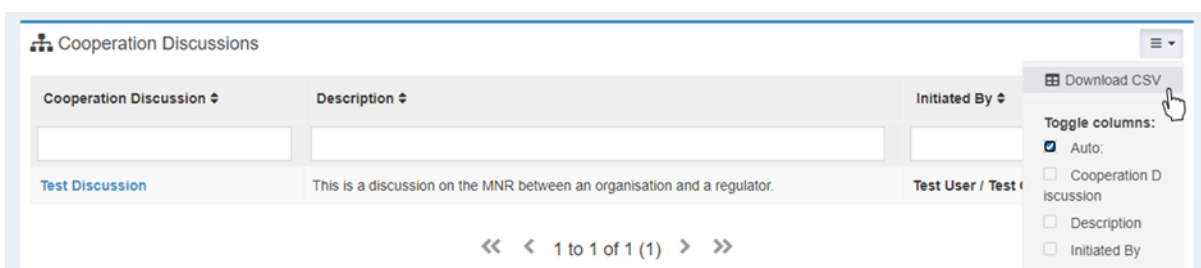 Cooperation Discussions
Download CSV
Cooperation Discussion Description Initiated By
Toggle columns:
Auto:
Cooperation D
iscussion
Test Discussion This is a discussion on the MNR between an organisation and a regulator. Test User / Test
Description
1 to 1 of 1 (1)
Initiated By